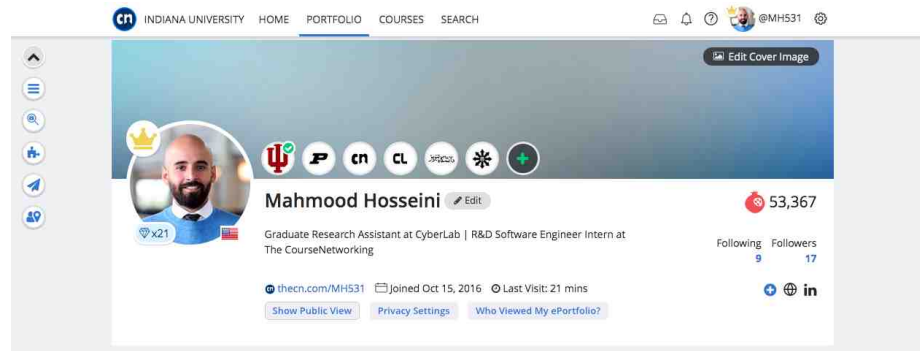 cn INDIANA UNIVERSITY HOME PORTFOLIO COURSES SEARCH @MH531
Edit Cover Image
P cn CL
Mahmood Hosseini Edit
53,367
x21
Graduate Research Assistant at CyberLab | R&D Software Engineer Intern at
The CourseNetworking
Following Followers
9 17
cn thecn.com/MH531 Joined Oct 15, 2016 Last Visit: 21 mins
in
Show Public View Privacy Settings Who Viewed My ePortfolio?